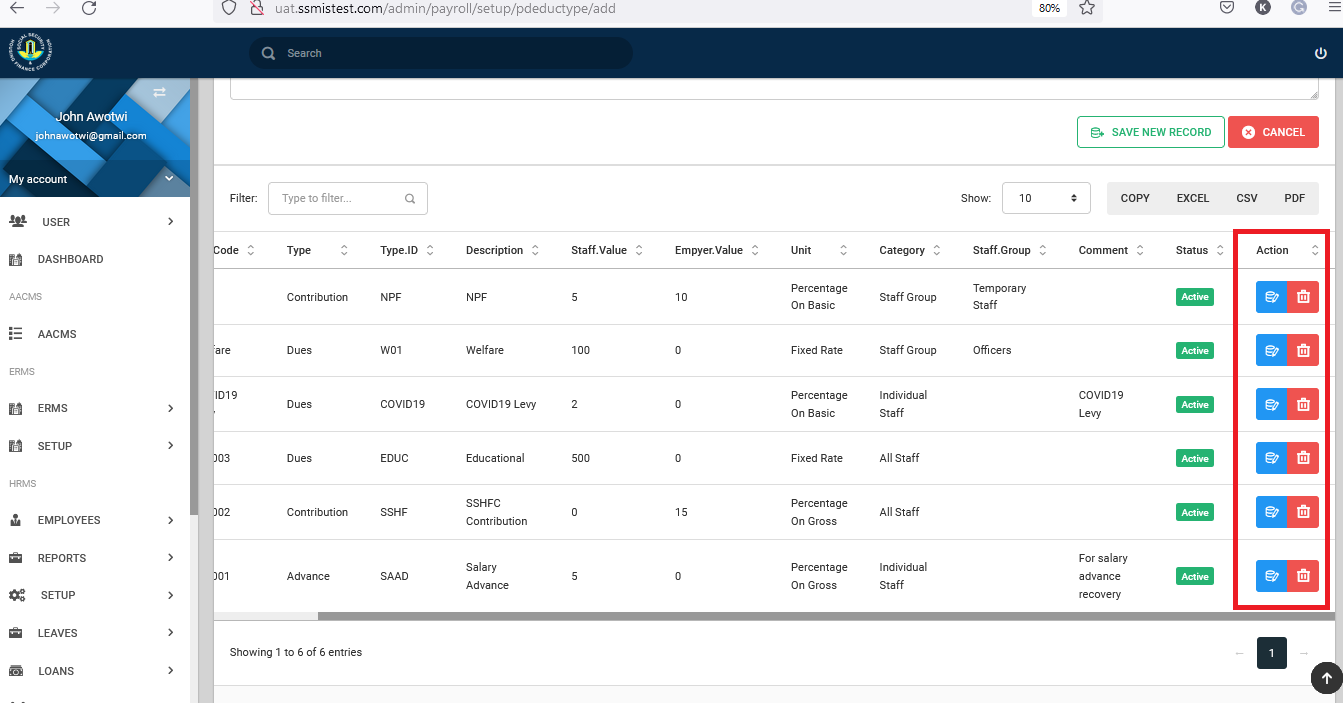 uat.ssmistest.com/admin/payroll/setup/pdeductype/add
80%
K
Search
John Awotwi
johnawotwi@gmail.com
My account
USER
DASHBOARD
AACMS
AACMS
ERMS
ERMS
SETUP
HRMS
EMPLOYEES
REPORTS
SETUP
LEAVES
LOANS
SAVE NEW RECORD CANCEL
Filter: Type to filter... Show: 10 COPY EXCEL CSV PDF
Code Type Type.ID Description Staff.Value Empyer.Value Unit Category Staff.Group Comment Status Action
Contribution NPF NPF 5 10 Percentage On Basic Staff Group Temporary Staff Active
fare Dues W01 Welfare 100 0 Fixed Rate Staff Group Officers Active
ID19 Dues COVID19 COVID19 Levy 2 0 Percentage On Basic Individual Staff COVID19 Levy Active
003 Dues EDUC Educational 500 0 Fixed Rate All Staff Active
002 Contribution SSHF SSHFC Contribution 0 15 Percentage On Gross All Staff Active
001 Advance SAAD Salary Advance 5 0 Percentage On Gross Individual Staff For salary advance recovery Active
Showing 1 to 6 of 6 entries
← 1 →